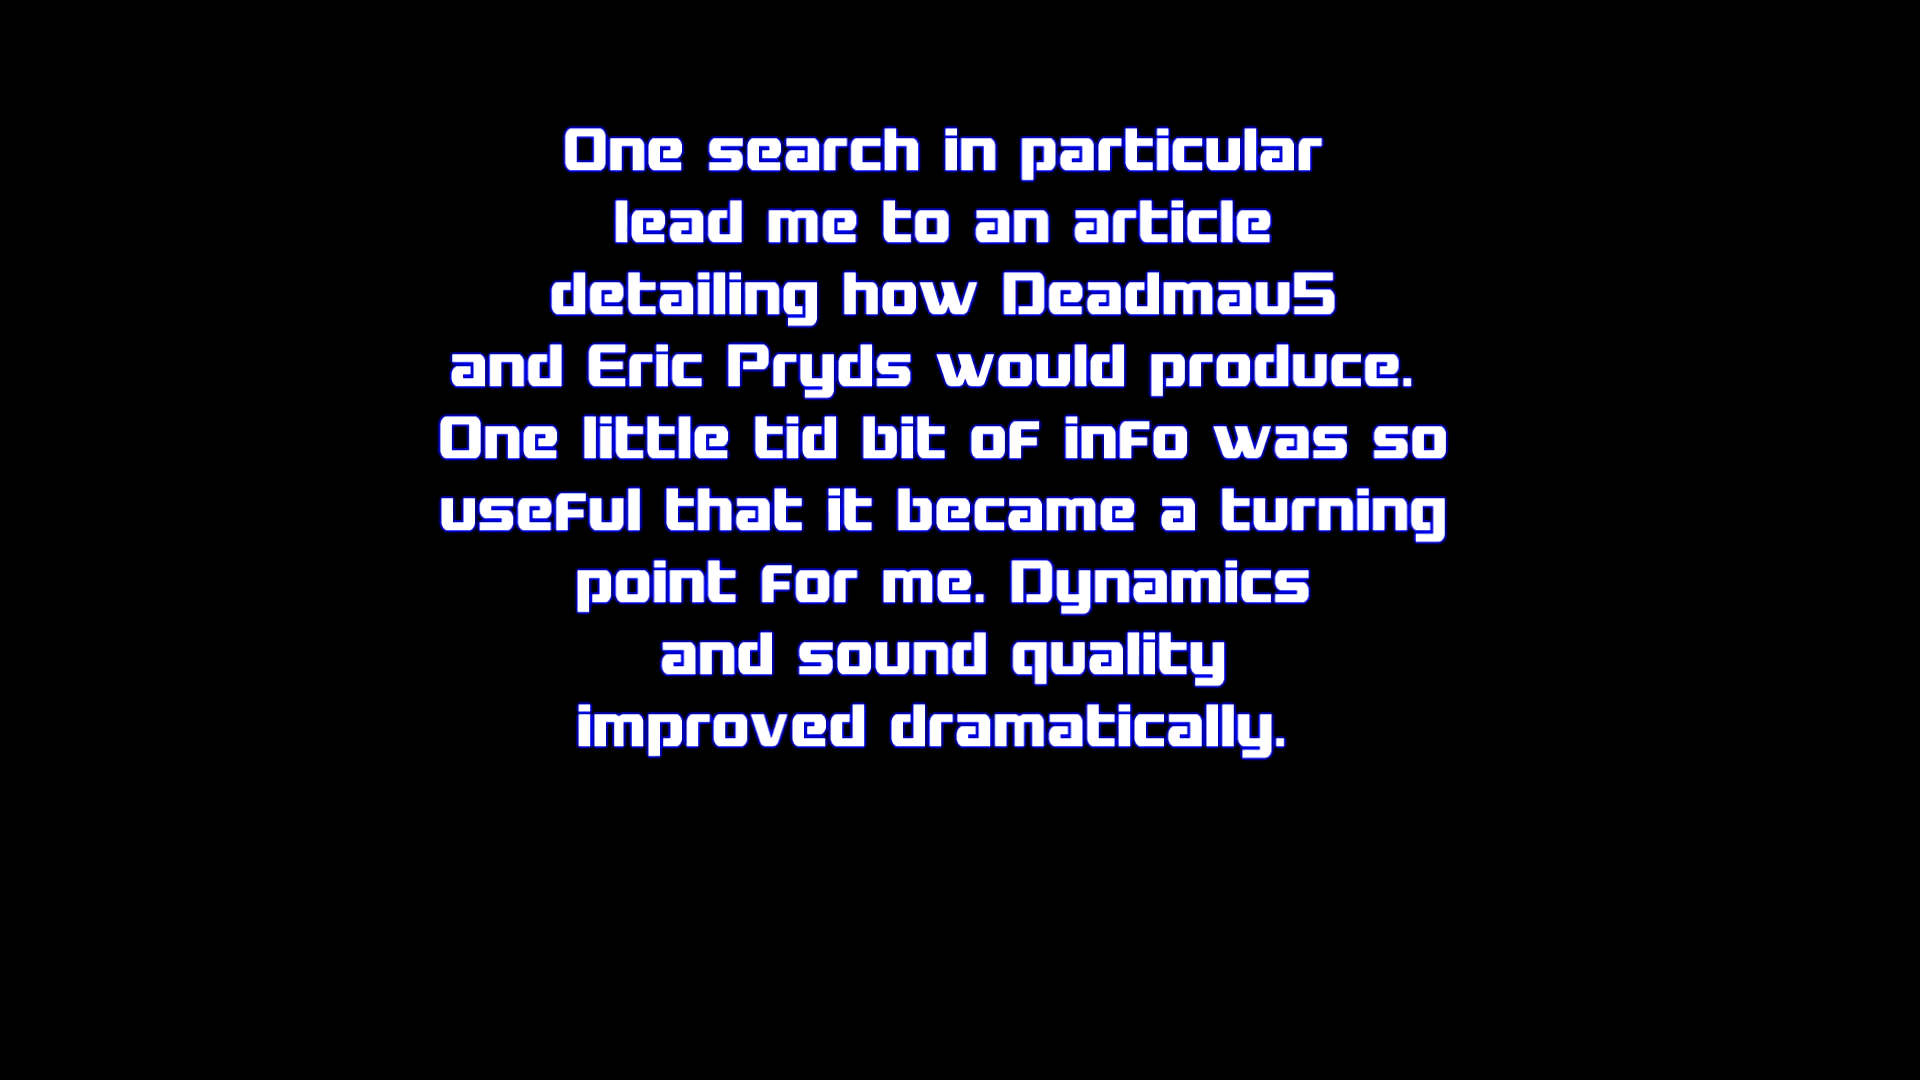 One search in particular
lead me to an article
detailing how Deadmau5
and Eric Pryds would produce.
One little tid bit of info was so
useful that it became a turning
point for me. Dynamics
and sound quality
improved dramatically.